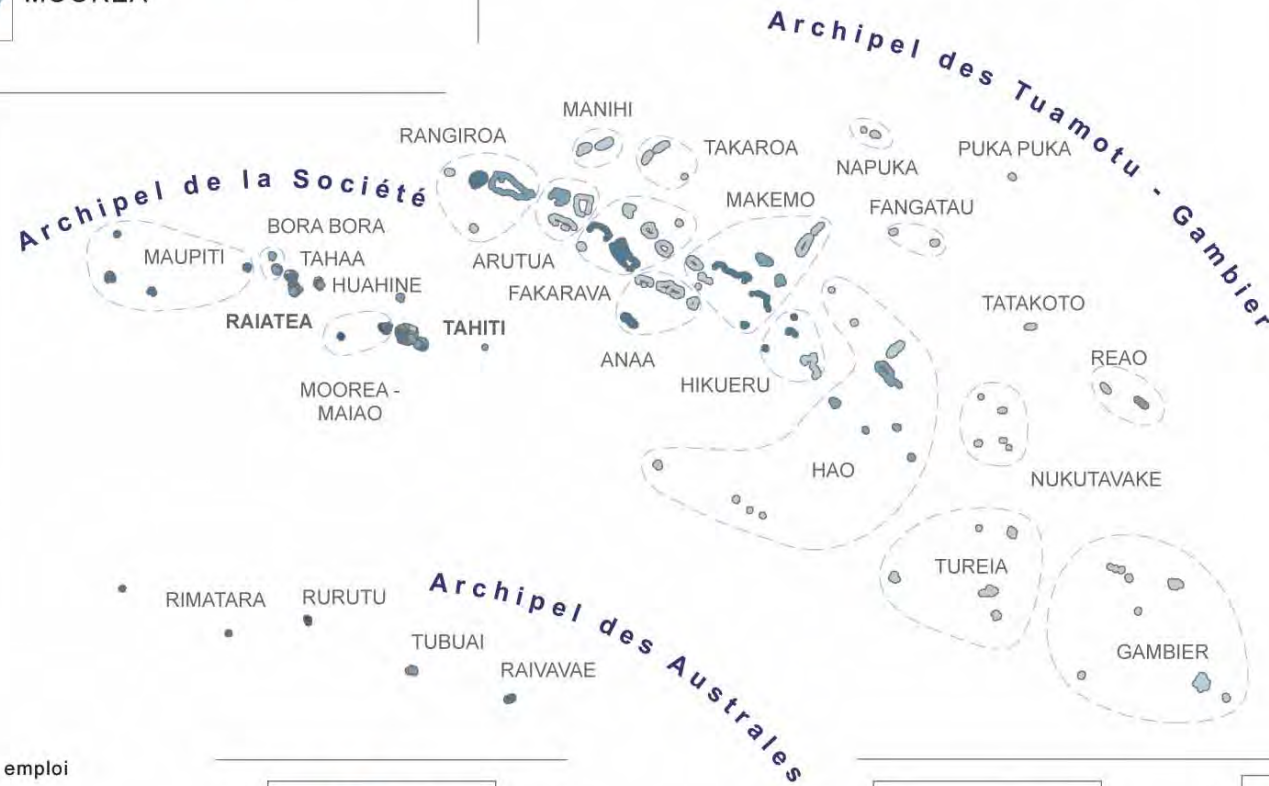 MOOREA
Archipel des Tuamotu - Gambier
MANIHI
RANGIROA
TAKAROA
NAPUKA
PUKA PUKA
Archipel de la Société
MAKEMO
FANGATAU
BORA BORA
MAUPITI
TAHAA
ARUTUA
HUAHINE
FAKARAVA
TATAKOTO
RAIATEA
TAHITI
ANAA
REAO
HIKUERU
MOOREA -
MAIAO
HAO
NUKUTAVAKE
TUREIA
Archipel des Australes
RIMATARA
RURUTU
TUBUAI
GAMBIER
RAIVAVAE
emploi